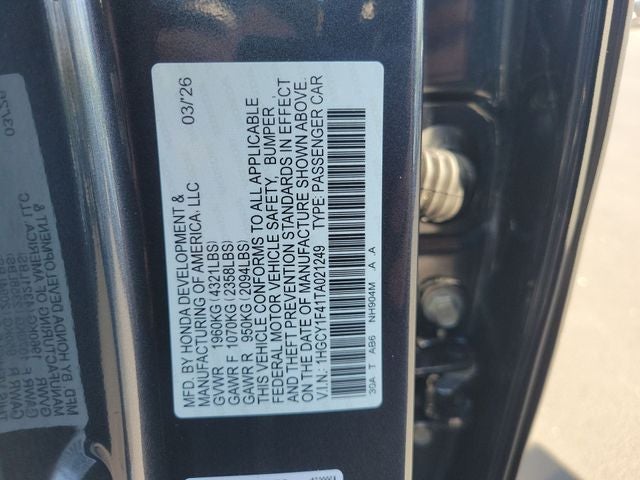 03/26
MFD. BY HONDA DEVELOPMENT &
MANUFACTURING OF AMERICA, LLC
GVWR 1960KG(4321LBS)
GAWR F 1070KG(2358LBS)
GAWR R 950KG(2094LBS)
THIS VEHICLE CONFORMS TO ALL APPLICABLE
FEDERAL MOTOR VEHICLE SAFETY, BUMPER,
AND THEFT PREVENTION STANDARDS IN EFFECT
ON THE DATE OF MANUFACTURE SHOWN ABOVE.
V.I.N.: 1HGCY1F41TA021249 TYPE: PASSENGER CAR
30A T AB6 NH904M A A